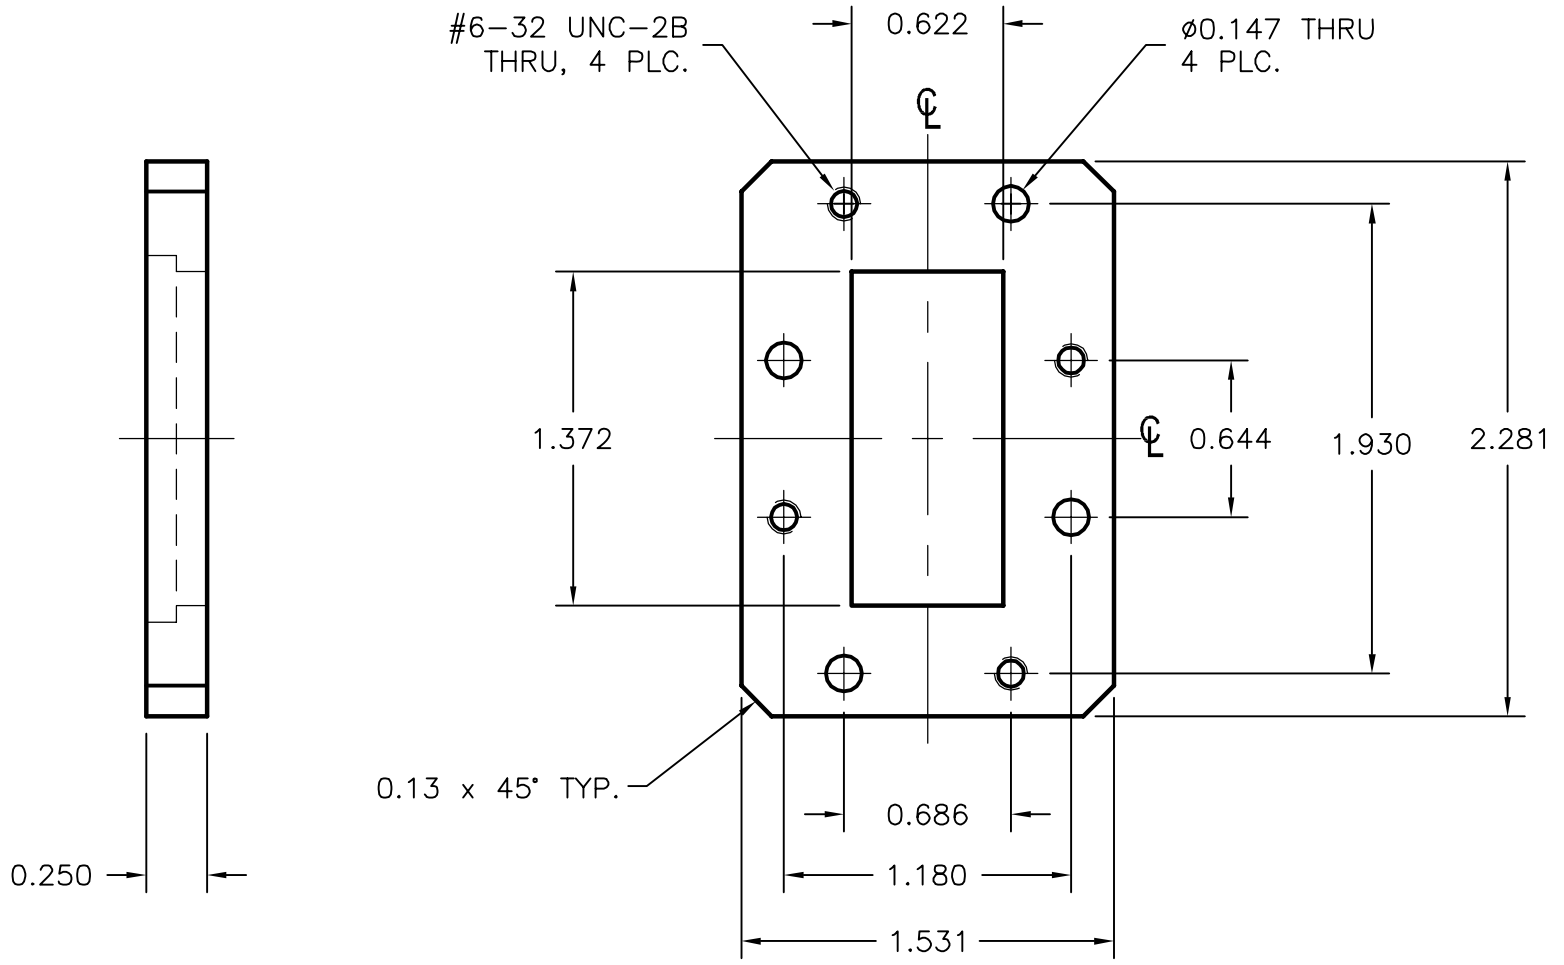 #6-32 UNC-2B
THRU, 4 PLC.
0.622
ø0.147 THRU
4 PLC.
℄
1.372
℄
0.644
1.930
2.281
0.13 x 45° TYP.
0.686
0.250
1.180
1.531